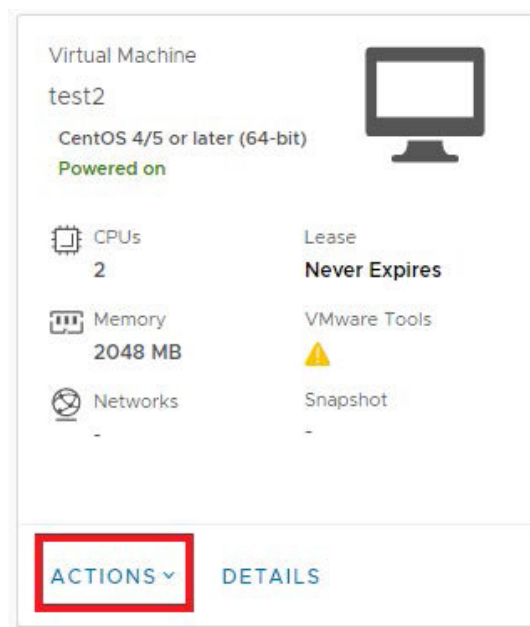 Virtual Machine
test2
CentOS 4/5 or later (64-bit)
Powered on
CPUs
2
Lease
Never Expires
Memory
2048 MB
VMware Tools
Networks
-
Snapshot
-
ACTIONS
DETAILS